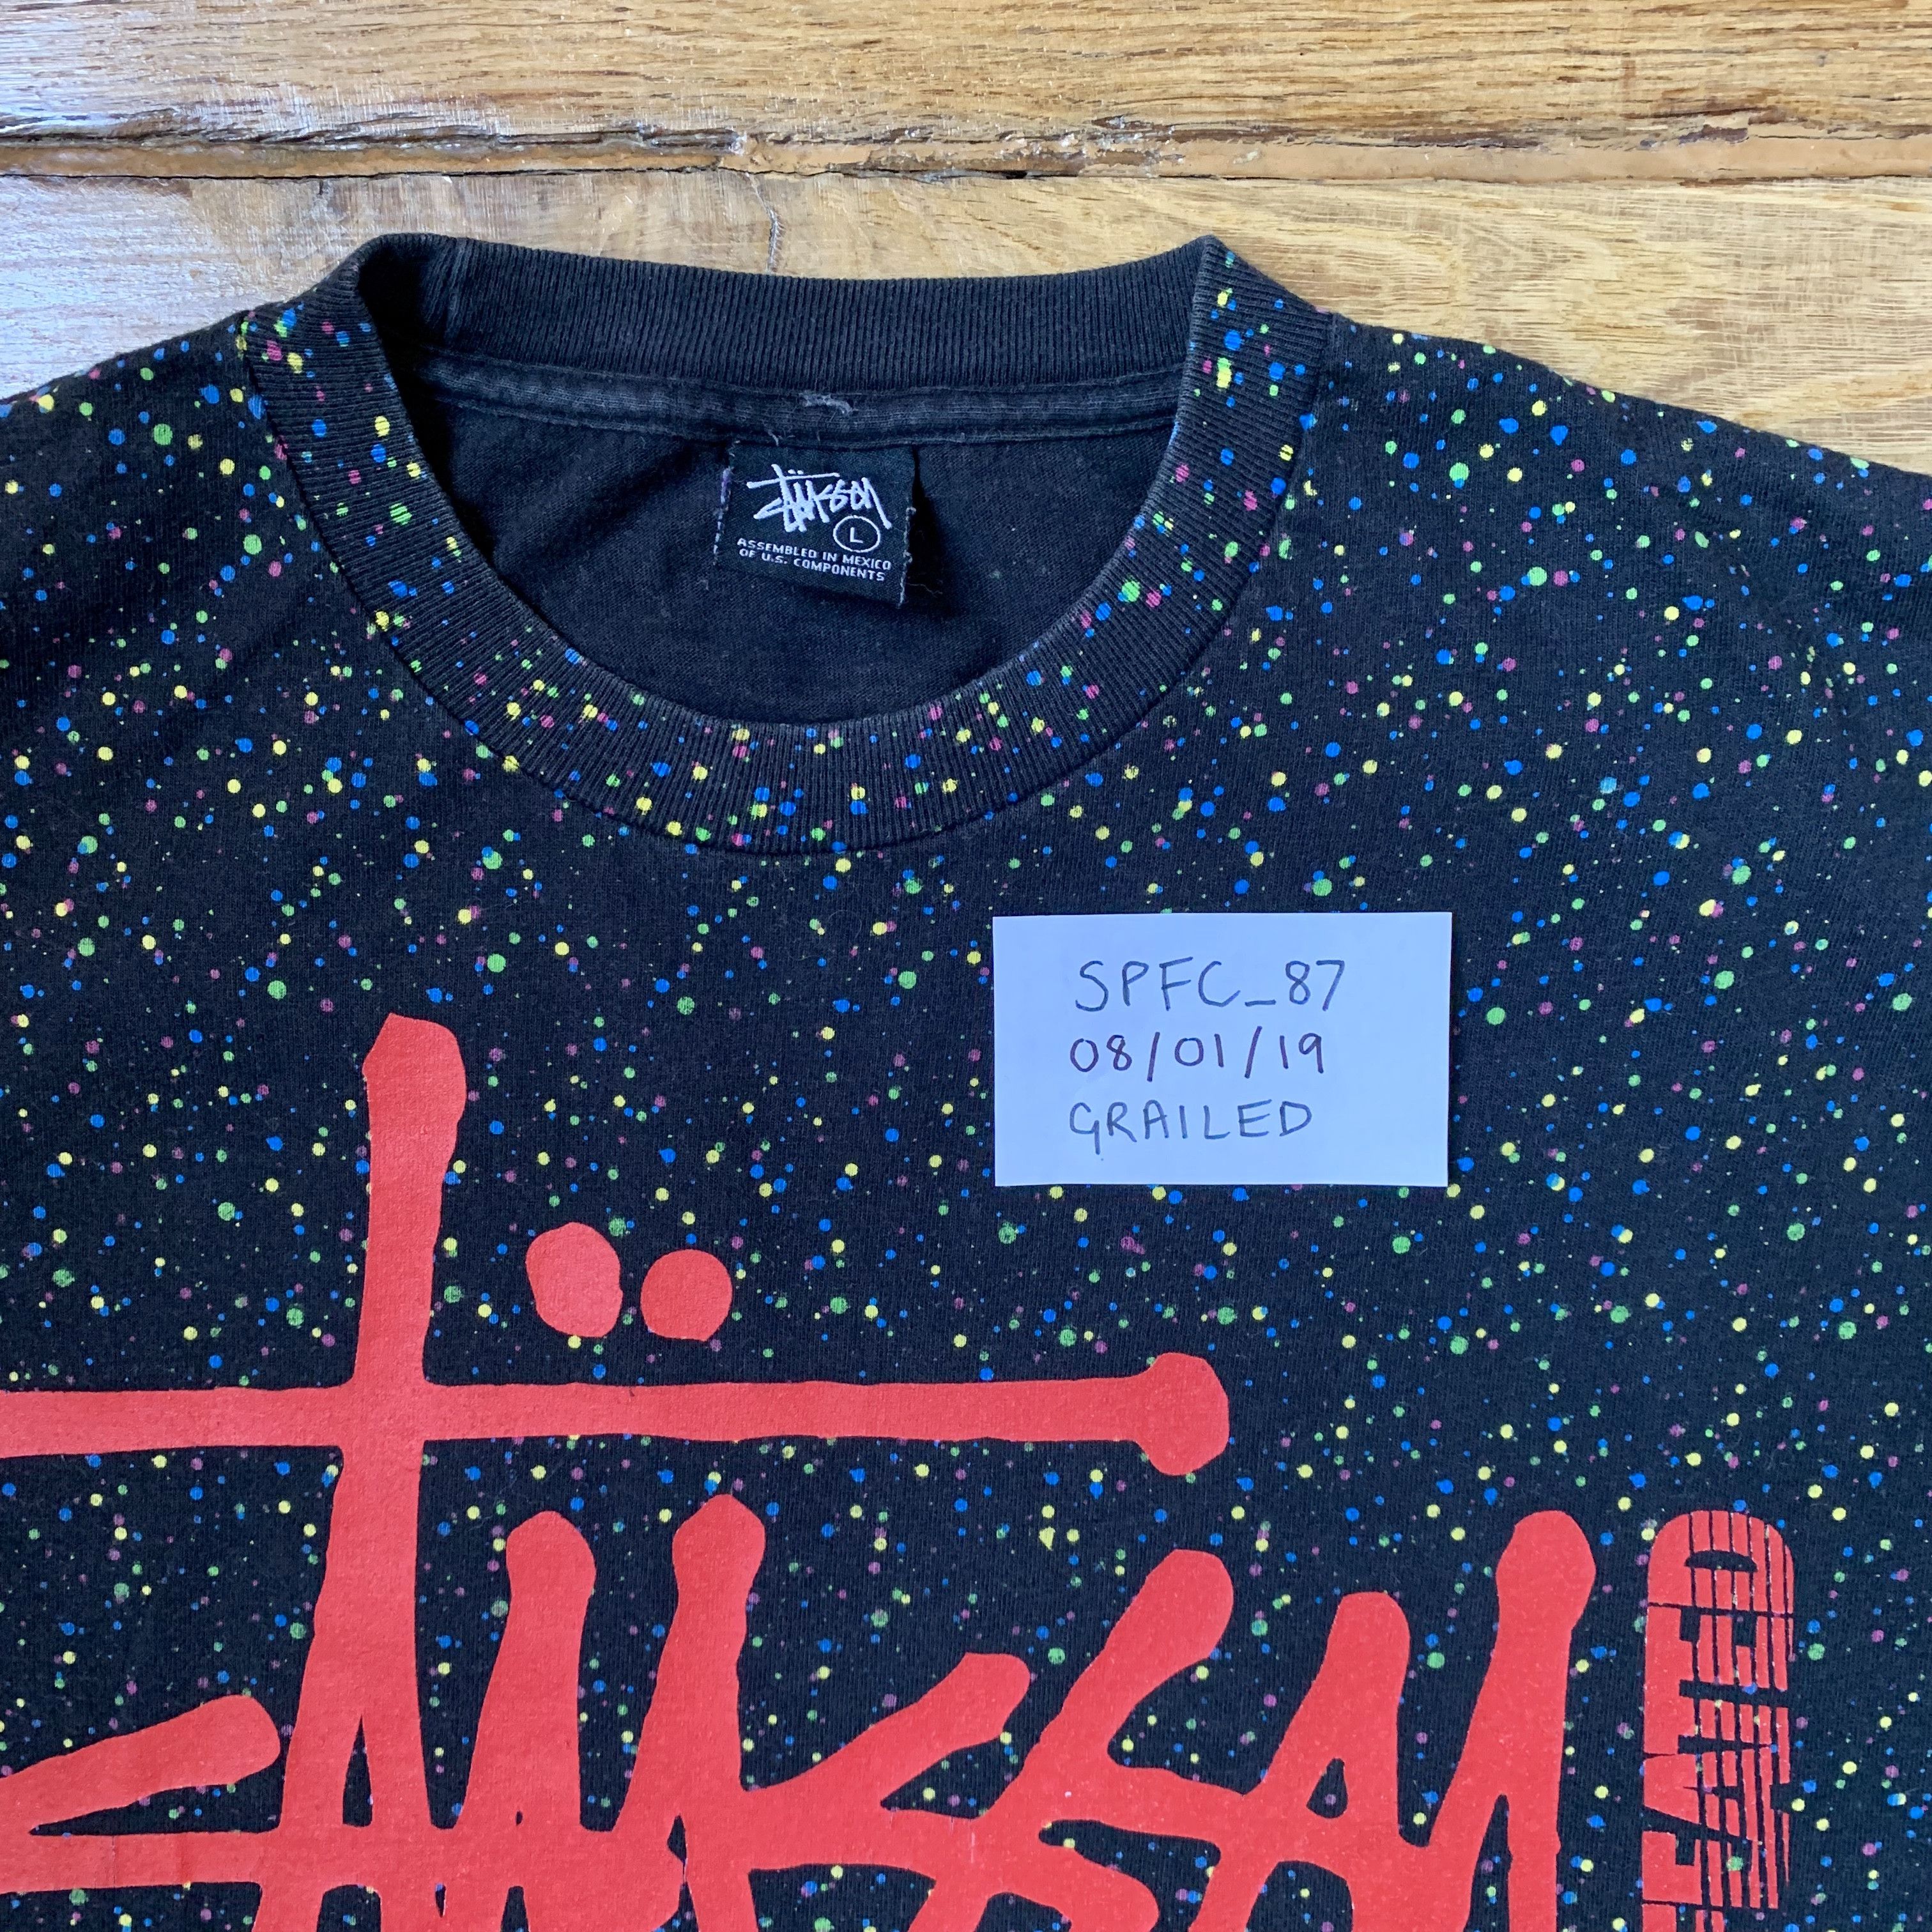 Stüssy
L
ASSEMBLED IN MEXICO
OF U.S. COMPONENTS
SPFC_87
08/01/19
GRAILED
Stüssy